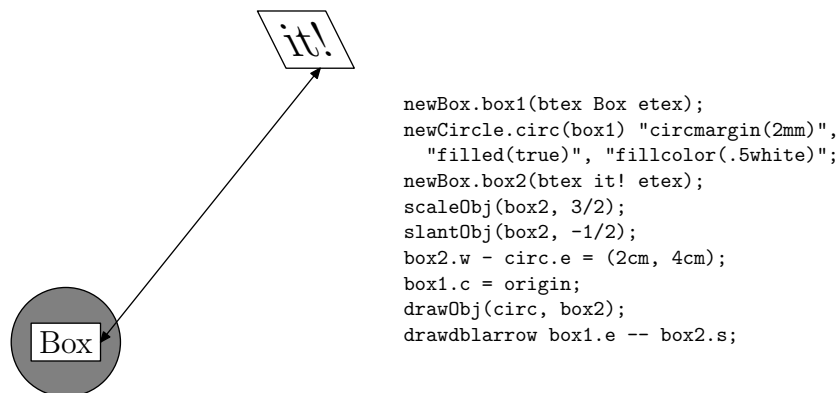 it!
Box
newBox.box1(btex Box etex);
newCircle.circ(box1) "circmargin(2mm)",
  "filled(true)", "fillcolor(.5white)";
newBox.box2(btex it! etex);
scaleObj(box2, 3/2);
slantObj(box2, -1/2);
box2.w - circ.e = (2cm, 4cm);
box1.c = origin;
drawObj(circ, box2);
drawdblarrow box1.e -- box2.s;